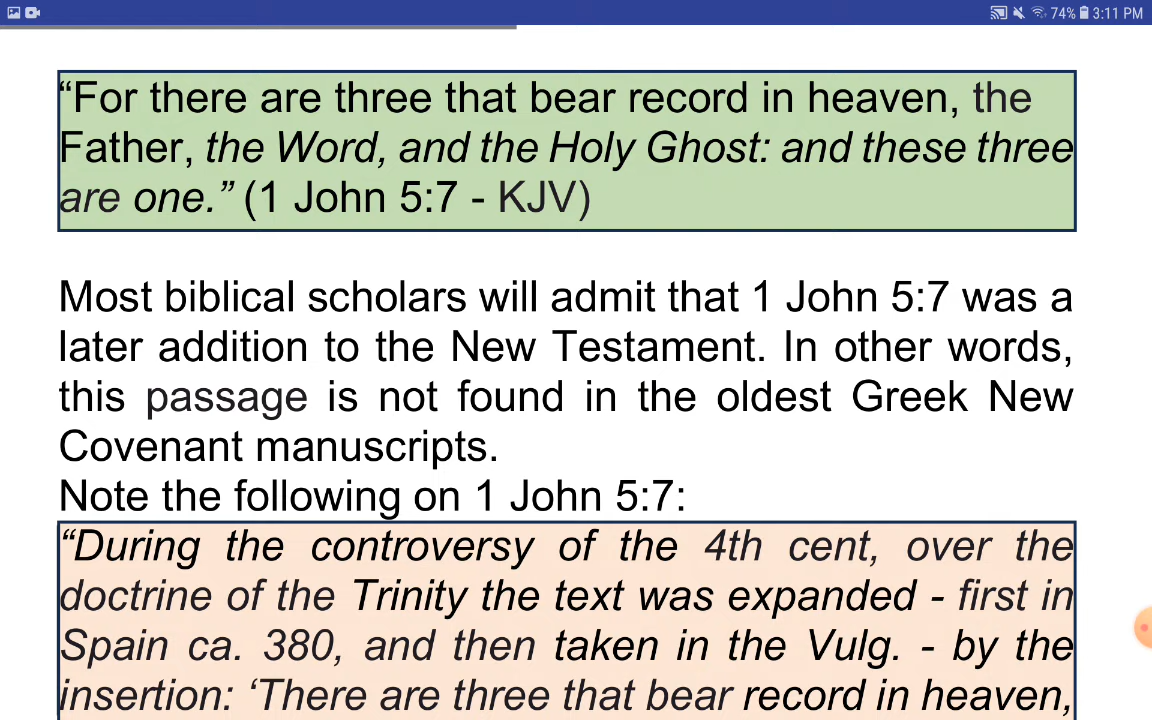 74% 3:11 PM
“For there are three that bear record in heaven, the
Father, the Word, and the Holy Ghost: and these three
are one.” (1 John 5:7 - KJV)
Most biblical scholars will admit that 1 John 5:7 was a
later addition to the New Testament. In other words,
this passage is not found in the oldest Greek New
Covenant manuscripts.
Note the following on 1 John 5:7:
“During the controversy of the 4th cent, over the
doctrine of the Trinity the text was expanded - first in
Spain ca. 380, and then taken in the Vulg. - by the
insertion: ‘There are three that bear record in heaven,